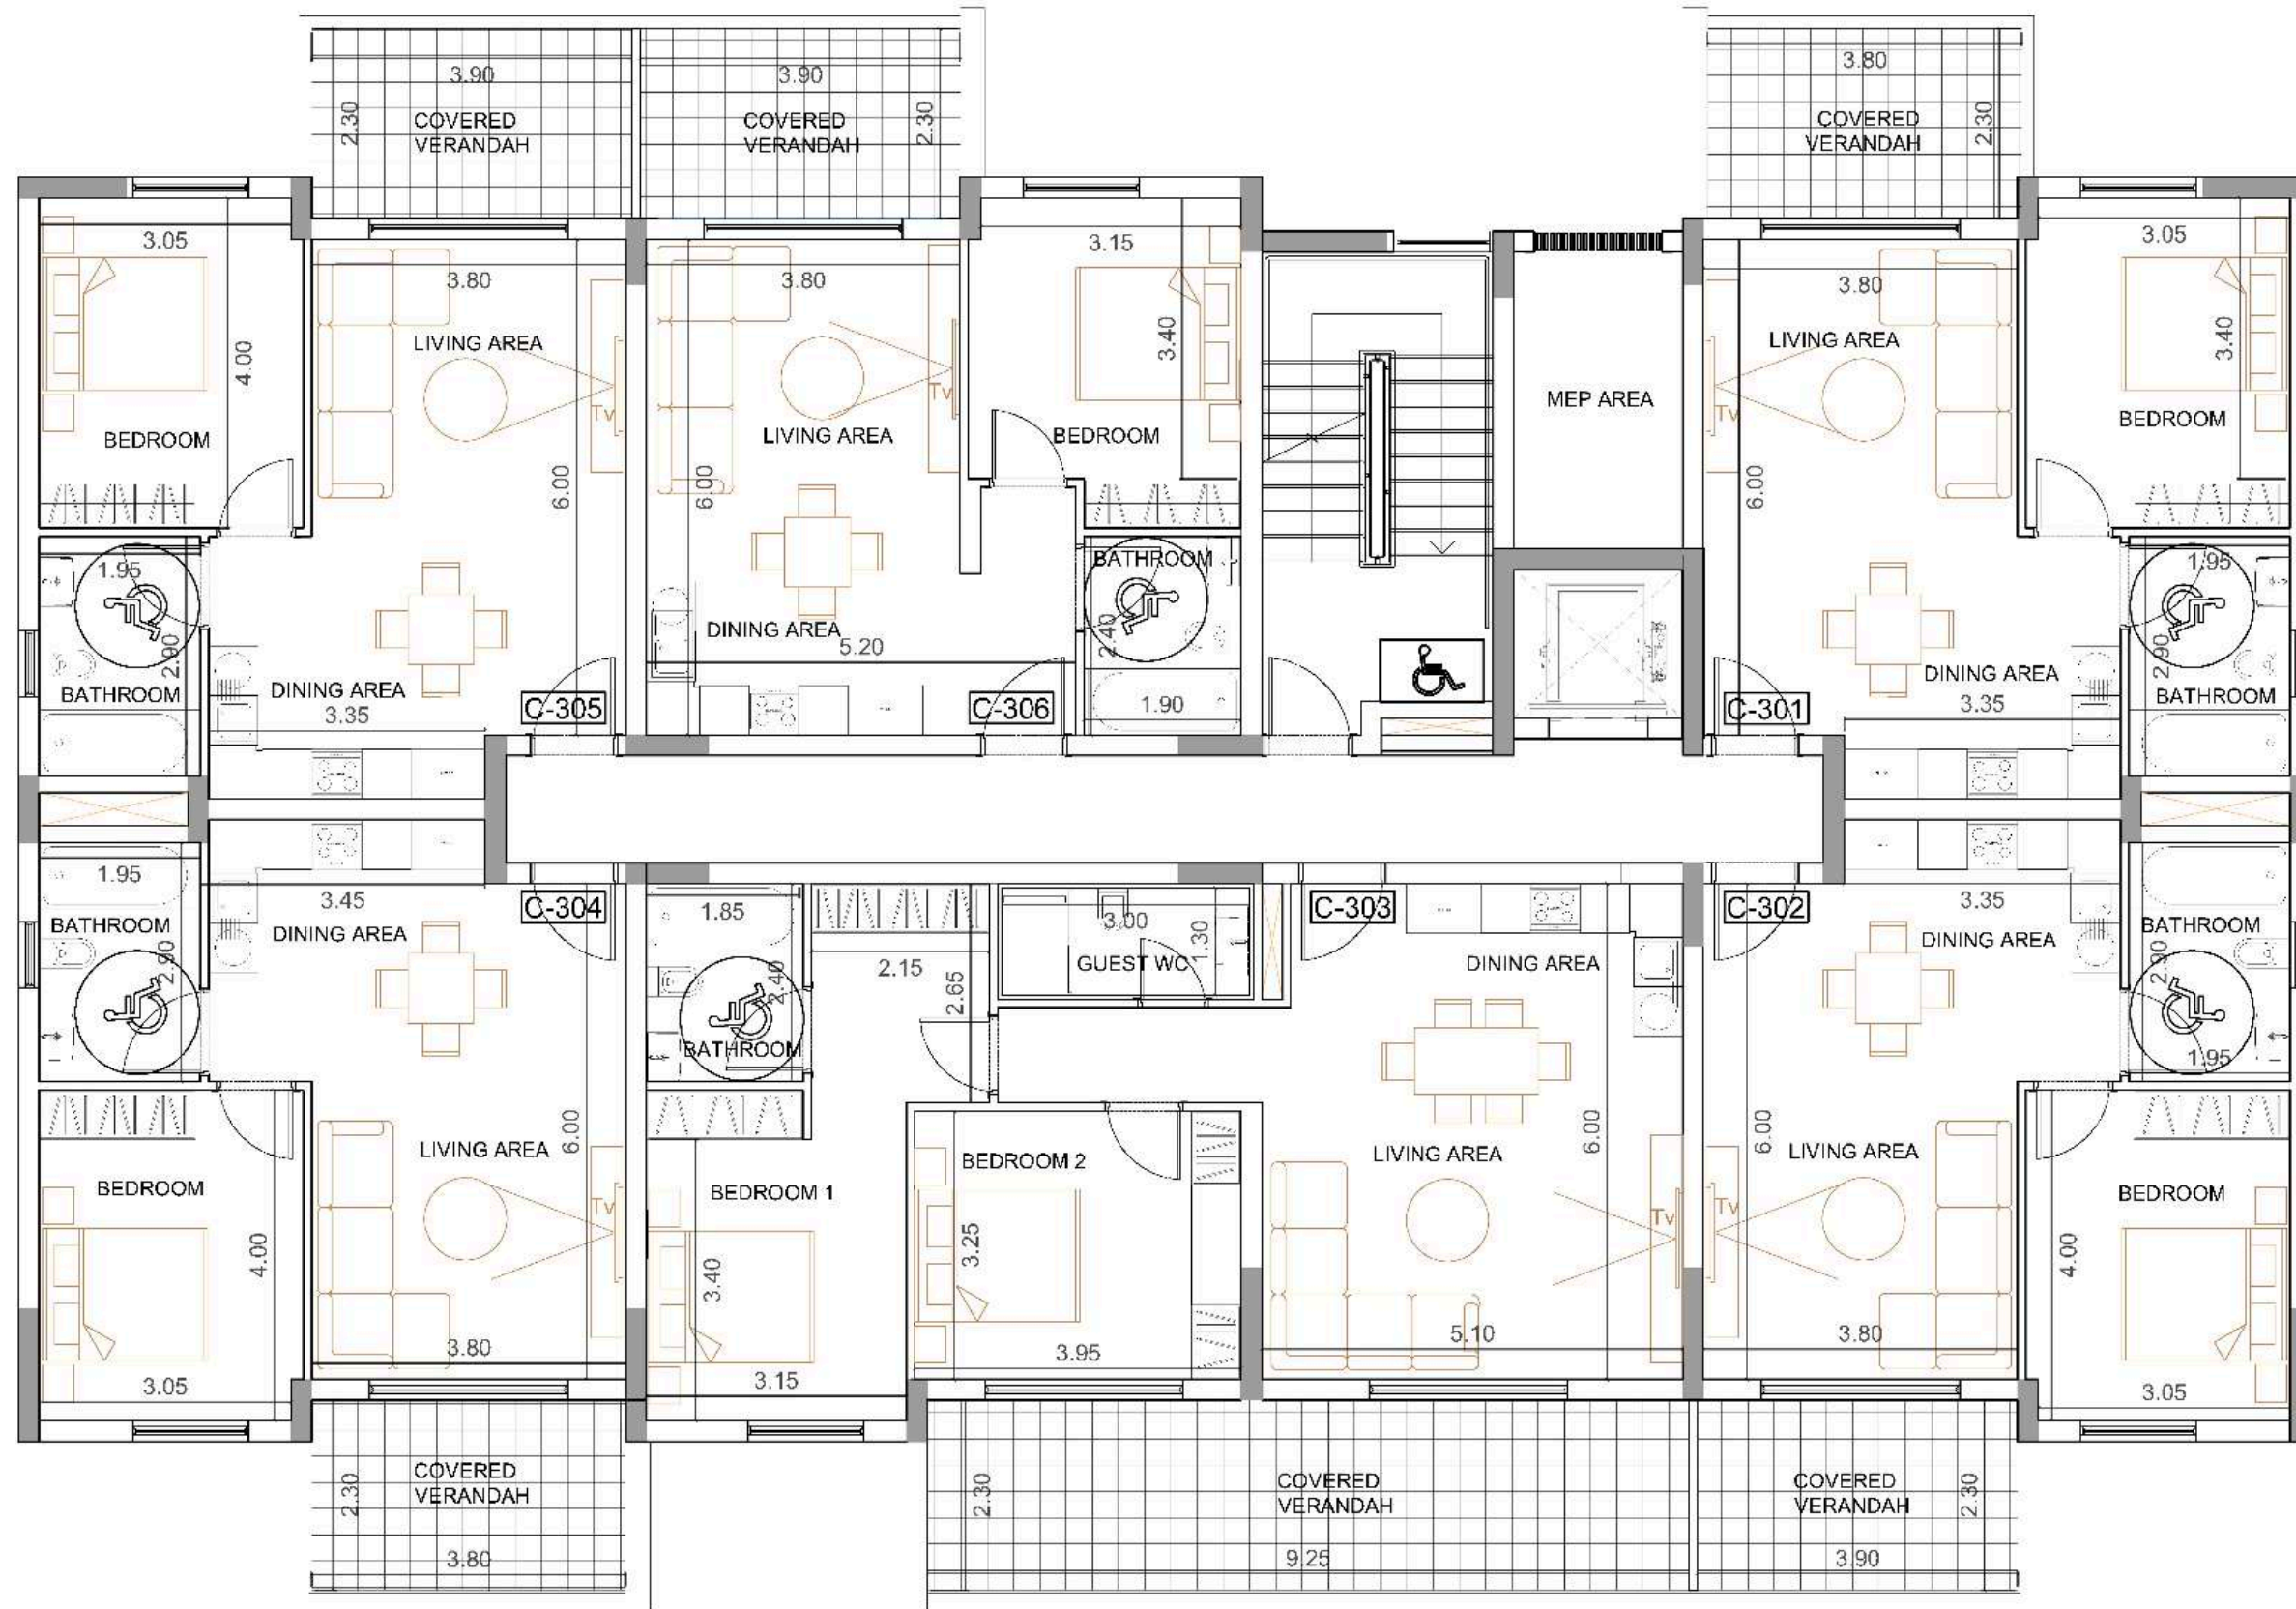 3.90
2.30
COVERED
VERANDAH
3.90
2.30
COVERED
VERANDAH
3.80
2.30
COVERED
VERANDAH
3.05
4.00
BEDROOM
3.80
LIVING AREA
Tv
6.00
1.95
2.90
BATHROOM
DINING AREA
3.35
C-305
3.80
LIVING AREA
Tv
6.00
DINING AREA
5.20
C-306
3.15
3.40
BEDROOM
BATHROOM
2.40
1.90
MEP AREA
3.80
LIVING AREA
Tv
6.00
DINING AREA
3.35
C-301
3.05
3.40
BEDROOM
1.95
2.90
BATHROOM
1.95
BATHROOM
2.90
3.45
DINING AREA
C-304
BEDROOM
4.00
3.05
LIVING AREA
6.00
Tv
3.80
1.85
2.40
BATHROOM
2.15
2.65
BEDROOM 1
3.40
3.15
3.00
1.30
GUEST WC
BEDROOM 2
3.25
3.95
C-303
DINING AREA
LIVING AREA
6.00
Tv
5.10
C-302
3.35
DINING AREA
6.00
LIVING AREA
Tv
3.80
BATHROOM
2.90
1.95
BEDROOM
4.00
3.05
2.30
COVERED
VERANDAH
3.80
2.30
COVERED
VERANDAH
9.25
COVERED
VERANDAH
2.30
3.90